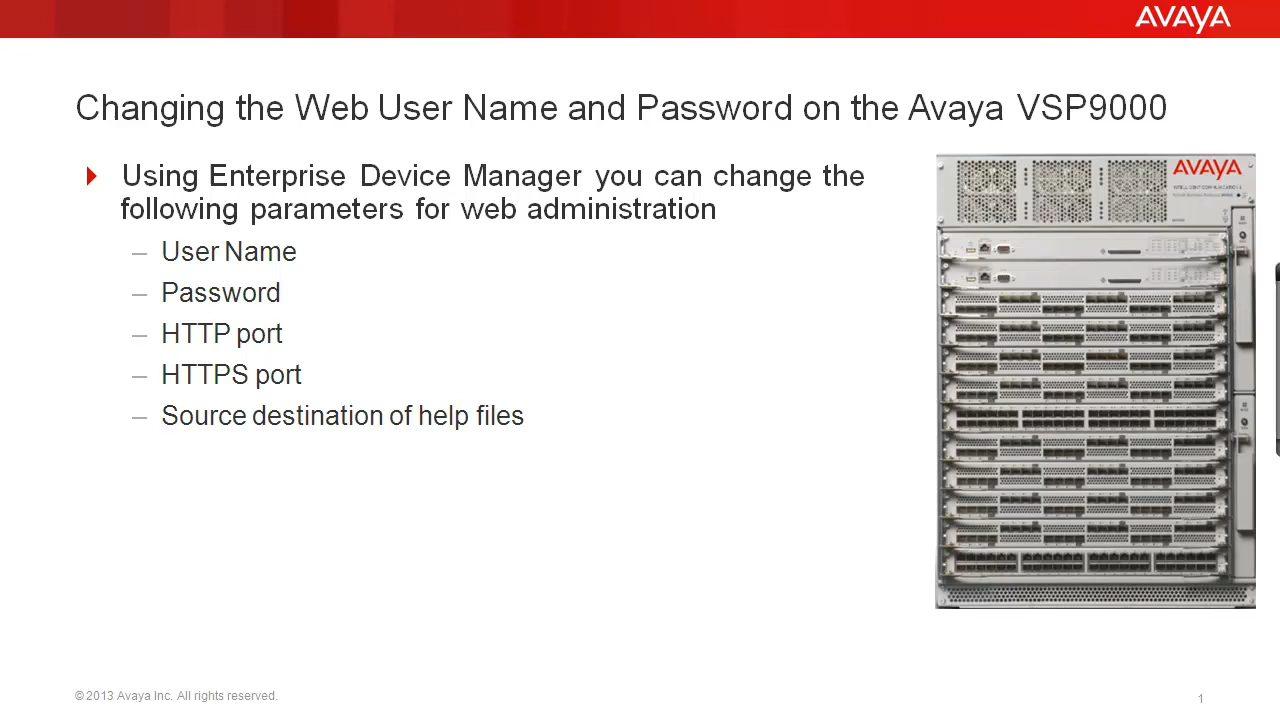 AVAYA
Changing the Web User Name and Password on the Avaya VSP9000
Using Enterprise Device Manager you can change the
following parameters for web administration
– User Name
– Password
– HTTP port
– HTTPS port
– Source destination of help files
AVAYA
© 2013 Avaya Inc. All rights reserved.
1